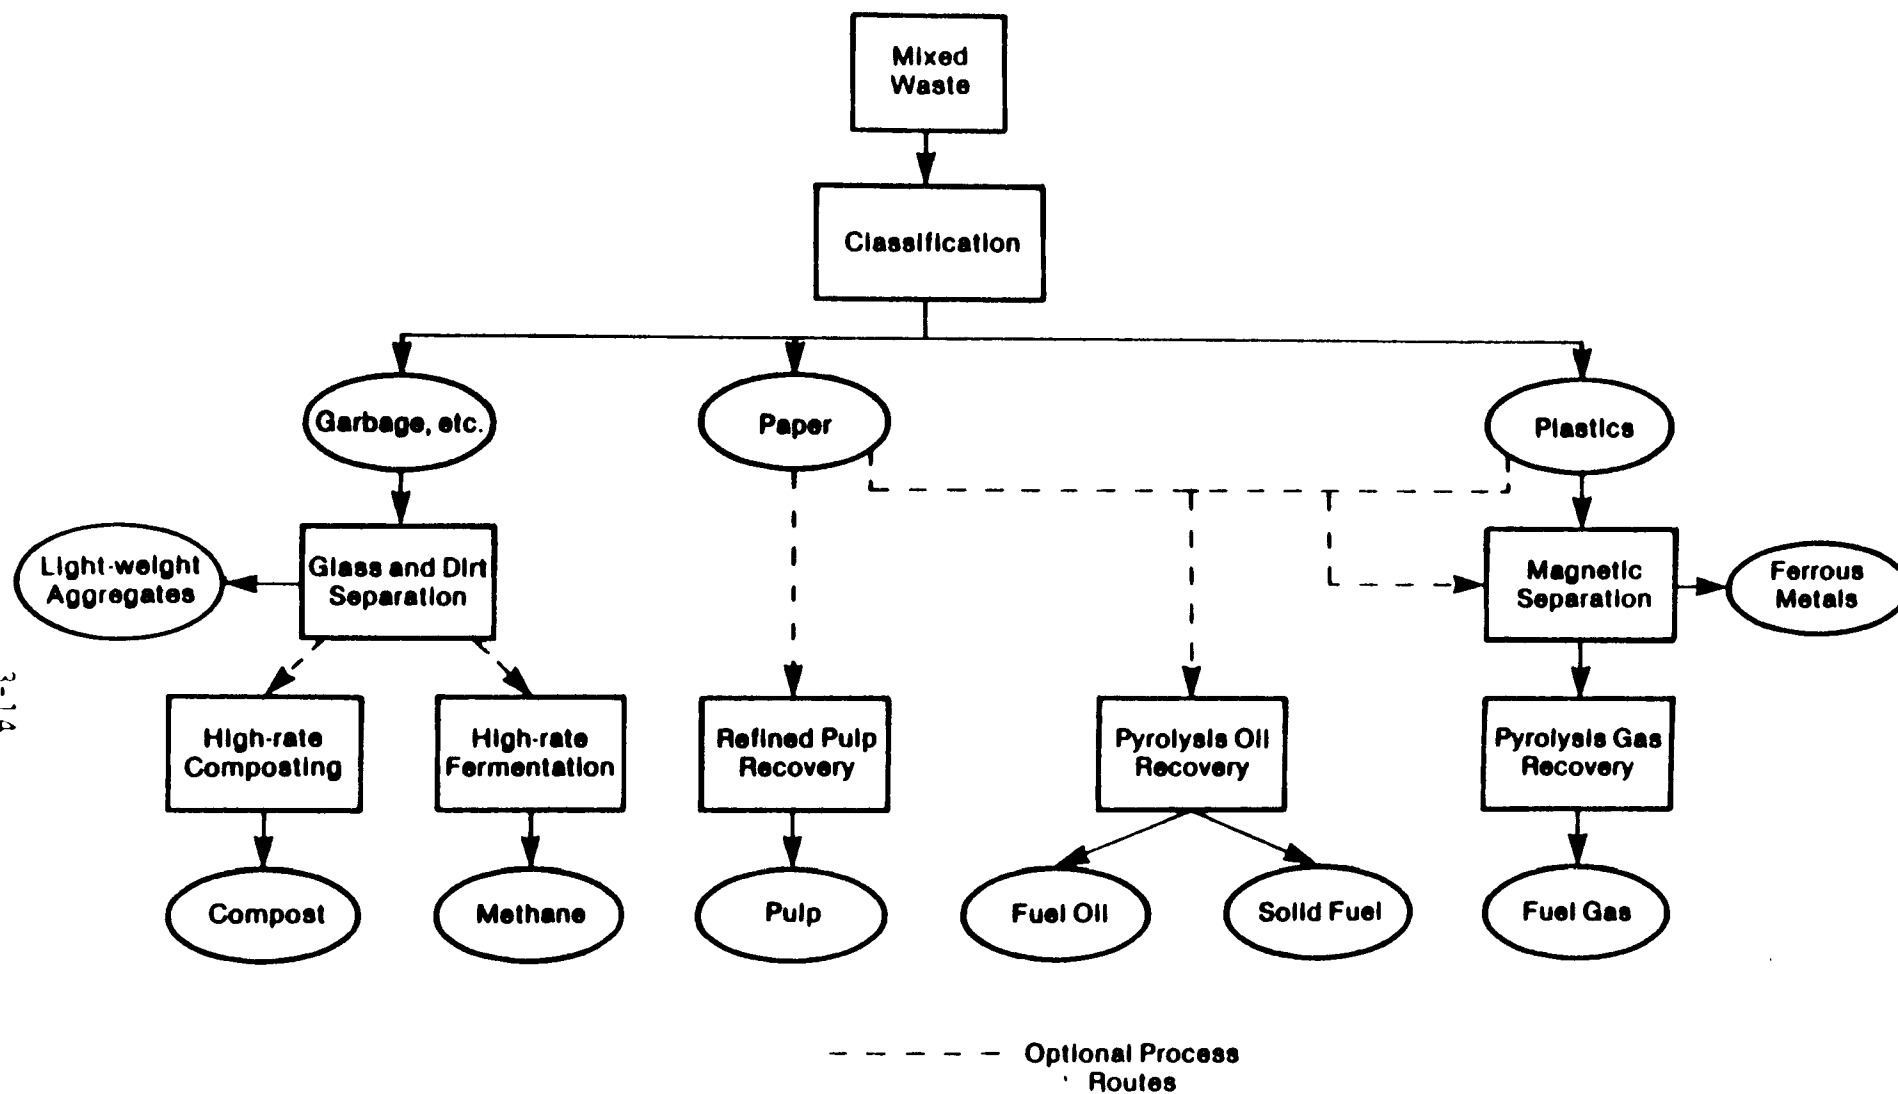 Mixed
Waste
Classification
Garbage, etc.
Paper
Plastics
Light-weight
Aggregates
Glass and Dirt
Separation
Magnetic
Separation
Ferrous
Metals
3-14
High-rate
Composting
High-rate
Fermentation
Refined Pulp
Recovery
Pyrolysis Oil
Recovery
Pyrolysis Gas
Recovery
Compost
Methane
Pulp
Fuel Oil
Solid Fuel
Fuel Gas
Optional Process
Routes